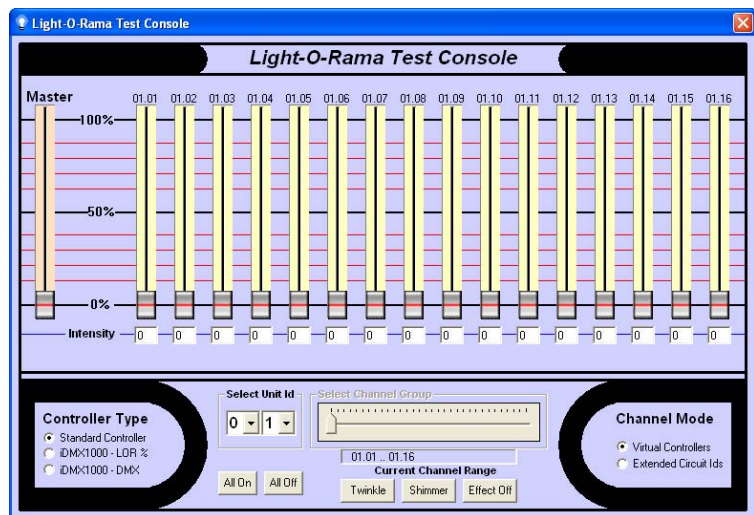 Light-O-Rama Test Console
Light-O-Rama Test Console
Master 01.01 01.02 01.03 01.04 01.05 01.06 01.07 01.08 01.09 01.10 01.11 01.12 01.13 01.14 01.15 01.16
100%
50%
0%
Intensity 0 0 0 0 0 0 0 0 0 0 0 0 0 0 0 0
Controller Type
Standard Controller
iDMX1000 - LOR %
iDMX1000 - DMX
Select Unit Id
0 1
All On All Off
Select Channel Group
01.01 .. 01.16
Current Channel Range
Twinkle Shimmer Effect Off
Channel Mode
Virtual Controllers
Extended Circuit Ids